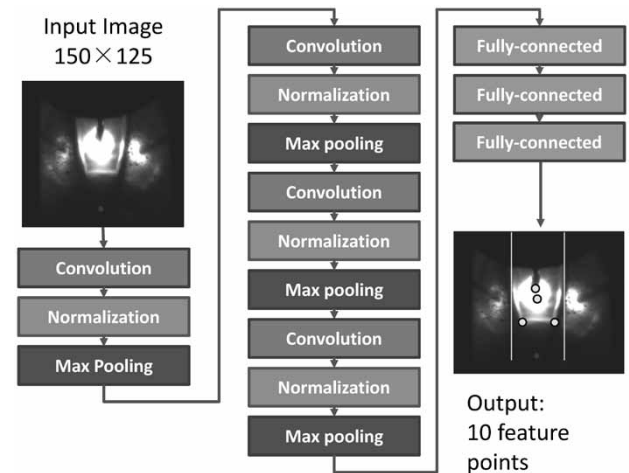 Input Image
150×125
Convolution
Normalization
Max Pooling
Convolution
Normalization
Max pooling
Convolution
Normalization
Max pooling
Convolution
Normalization
Max pooling
Fully-connected
Fully-connected
Fully-connected
Output:
10 feature
points